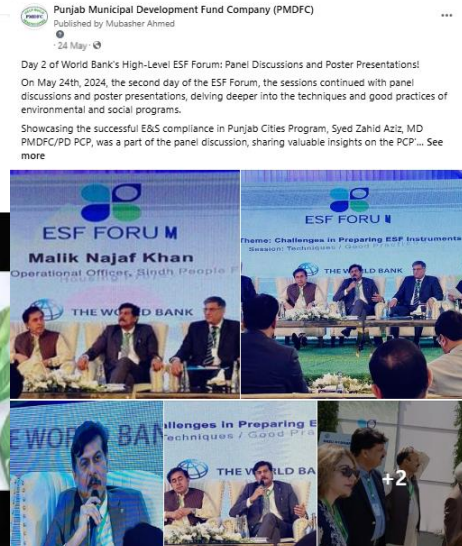 Punjab Municipal Development Fund Company (PMDFC)
Published by Mubasher Ahmed
· 24 May ·
Day 2 of World Bank's High-Level ESF Forum: Panel Discussions and Poster Presentations!
On May 24th, 2024, the second day of the ESF Forum, the sessions continued with panel
discussions and poster presentations, delving deeper into the techniques and good practices of
environmental and social programs.
Showcasing the successful E&S compliance in Punjab Cities Program, Syed Zahid Aziz, MD
PMDFC/PD PCP, was a part of the panel discussion, sharing valuable insights on the PCP'... See
more
ESF FORUM
Malik Najaf Khan
Operational Officer, Sindh People
Housing
THE WORLD BANK
ESF FORUM
Theme: Challenges in Preparing ESF Instruments
Session: Techniques / Good
THE WORLD BANK
E WORLD BAN
llenges in Preparing E
Techniques / Good Pra
THE WORLD BA
+2